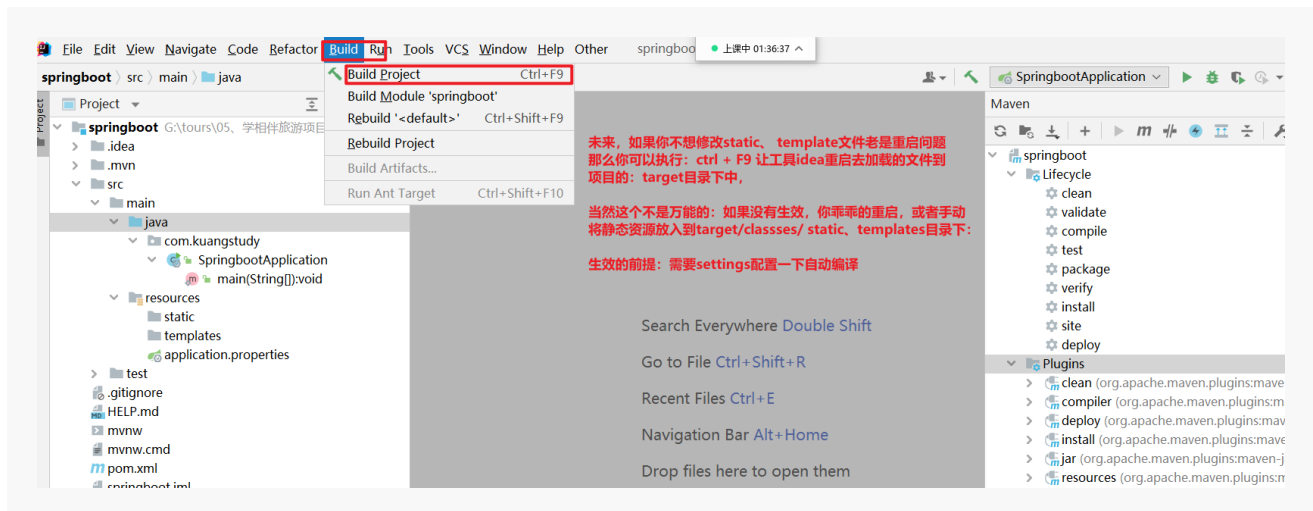 File Edit View Navigate Code Refactor Build Run Tools VCS Window Help Other springboo
上课中 01:36:37
springboot src main java
SpringbootApplication
Build Project Ctrl+F9
Build Module 'springboot'
Rebuild '<default>' Ctrl+Shift+F9
Rebuild Project
Build Artifacts...
Run Ant Target Ctrl+Shift+F10
Project
Project
springboot G:\tours\05、学相伴旅游项目
.idea
.mvn
src
main
java
com.kuangstudy
SpringbootApplication
main(String[]):void
resources
static
templates
application.properties
test
.gitignore
HELP.md
mvnw
mvnw.cmd
pom.xml
springboot.iml
未来，如果你不想修改static、 template文件老是重启问题
那么你可以执行：ctrl + F9 让工具idea重启去加载的文件到
项目的：target目录下中，
当然这个不是万能的：如果没有生效，你乖乖的重启，或者手动
将静态资源放入到target/classses/ static、templates目录下：
生效的前提：需要settings配置一下自动编译
Search Everywhere Double Shift
Go to File Ctrl+Shift+R
Recent Files Ctrl+E
Navigation Bar Alt+Home
Drop files here to open them
Maven
springboot
Lifecycle
clean
validate
compile
test
package
verify
install
site
deploy
Plugins
clean (org.apache.maven.plugins:mave
compiler (org.apache.maven.plugins:m
deploy (org.apache.maven.plugins:mav
install (org.apache.maven.plugins:mave
jar (org.apache.maven.plugins:maven-j
resources (org.apache.maven.plugins:m